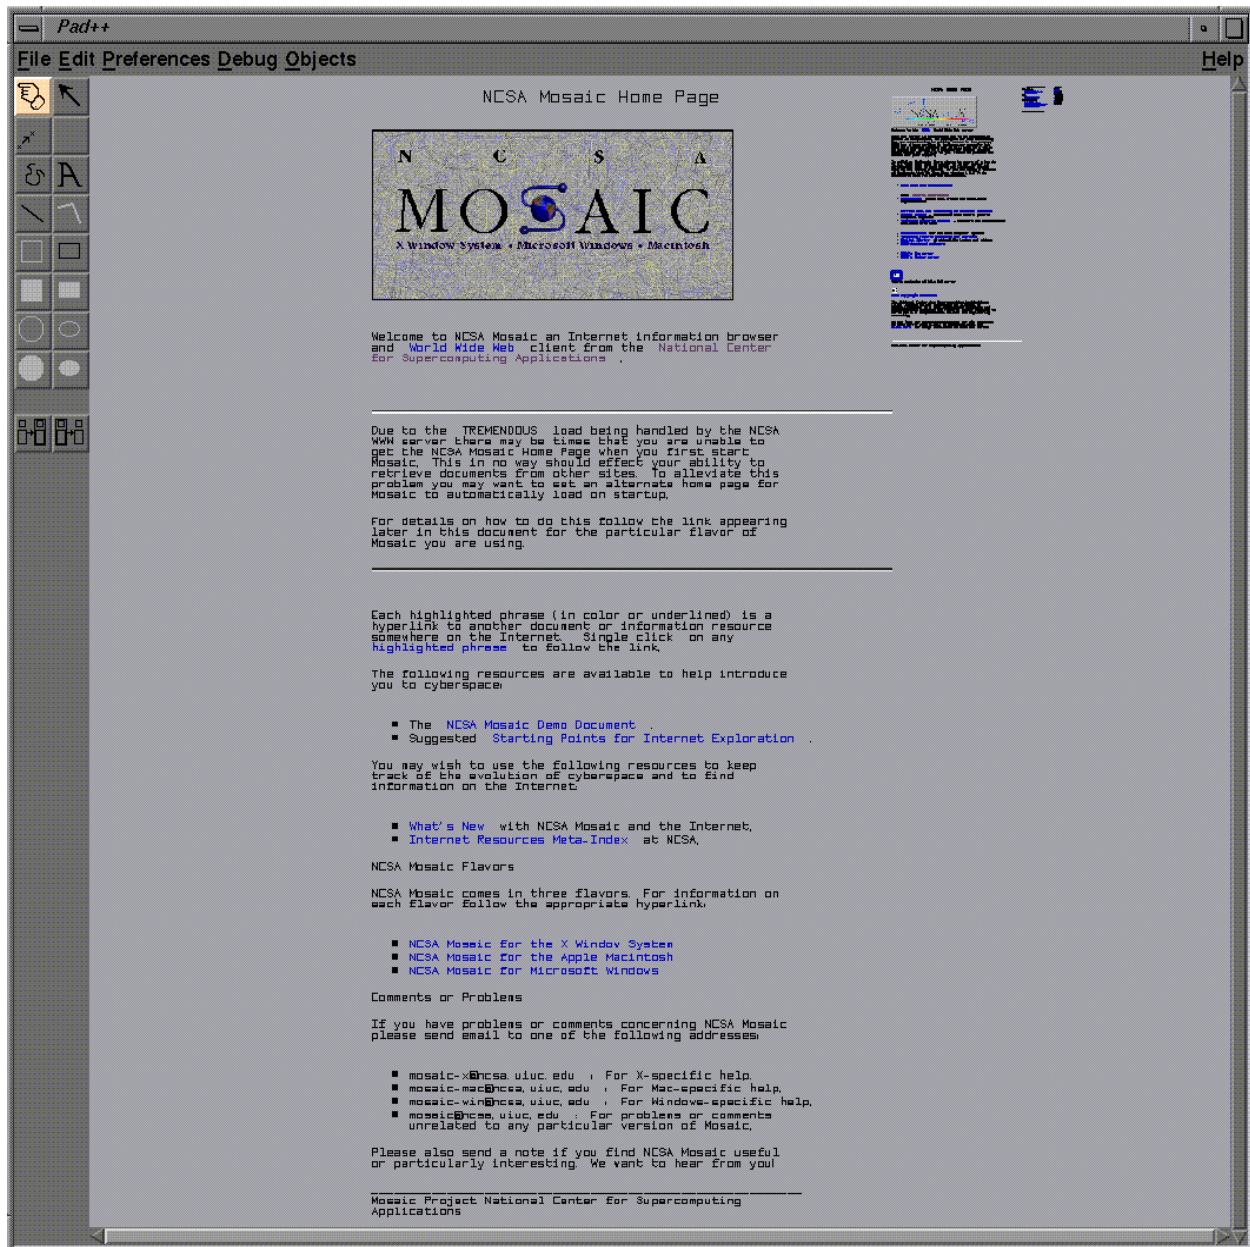 Pad++
File Edit Preferences Debug Objects
Help
NCSA Mosaic Home Page
N C S A
MOSAIC
X Window System • Microsoft Windows • Macintosh
Welcome to NCSA Mosaic an Internet information browser
and World Wide Web client from the National Center
for Supercomputing Applications .
Due to the TREMENDOUS load being handled by the NCSA
WWW server there may be times that you are unable to
get the NCSA Mosaic Home Page when you first start
Mosaic. This in no way should effect your ability to
retrieve documents from other sites. To alleviate this
problem you may want to set an alternate home page for
Mosaic to automatically load on startup.
For details on how to do this follow the link appearing
later in this document for the particular flavor of
Mosaic you are using.
Each highlighted phrase (in color or underlined) is a
hyperlink to another document or information resource
somewhere on the Internet. Single click on any
highlighted phrase to follow the link.
The following resources are available to help introduce
you to cyberspace:
■ The NCSA Mosaic Demo Document .
■ Suggested Starting Points for Internet Exploration .
You may wish to use the following resources to keep
track of the evolution of cyberspace and to find
information on the Internet:
■ What's New with NCSA Mosaic and the Internet.
■ Internet Resources Meta-Index at NCSA.
NCSA Mosaic Flavors
NCSA Mosaic comes in three flavors. For information on
each flavor follow the appropriate hyperlink:
■ NCSA Mosaic for the X Window System
■ NCSA Mosaic for the Apple Macintosh
■ NCSA Mosaic for Microsoft Windows
Comments or Problems
If you have problems or comments concerning NCSA Mosaic
please send email to one of the following addresses:
■ mosaic-x@ncsa.uiuc.edu : For X-specific help.
■ mosaic-mac@ncsa.uiuc.edu : For Mac-specific help.
■ mosaic-win@ncsa.uiuc.edu : For Windows-specific help.
■ mosaic@ncsa.uiuc.edu : For problems or comments
unrelated to any particular version of Mosaic.
Please also send a note if you find NCSA Mosaic useful
or particularly interesting. We want to hear from you!
Mosaic Project National Center for Supercomputing
Applications